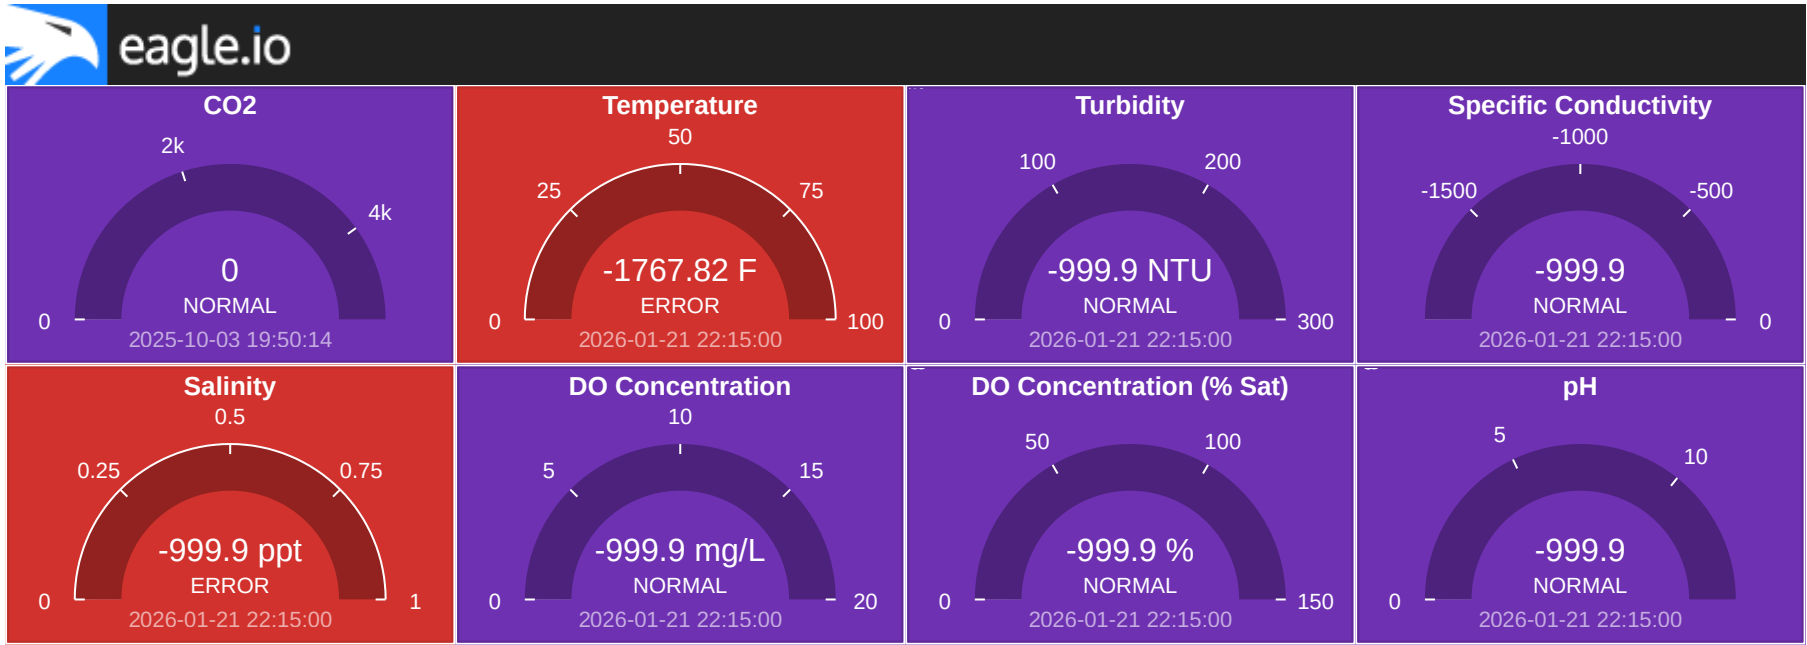 eagle.io
CO2
2k
4k
0
0
NORMAL
2025-10-03 19:50:14
Temperature
50
25
75
-1767.82 F
ERROR
0
100
2026-01-21 22:15:00
Turbidity
100
200
-999.9 NTU
NORMAL
0
300
2026-01-21 22:15:00
Specific Conductivity
-1000
-1500
-500
-999.9
NORMAL
0
2026-01-21 22:15:00
Salinity
0.5
0.25
0.75
-999.9 ppt
ERROR
0
1
2026-01-21 22:15:00
DO Concentration
10
5
15
-999.9 mg/L
NORMAL
0
20
2026-01-21 22:15:00
DO Concentration (% Sat)
50
100
-999.9 %
NORMAL
0
150
2026-01-21 22:15:00
pH
5
10
-999.9
NORMAL
0
2026-01-21 22:15:00